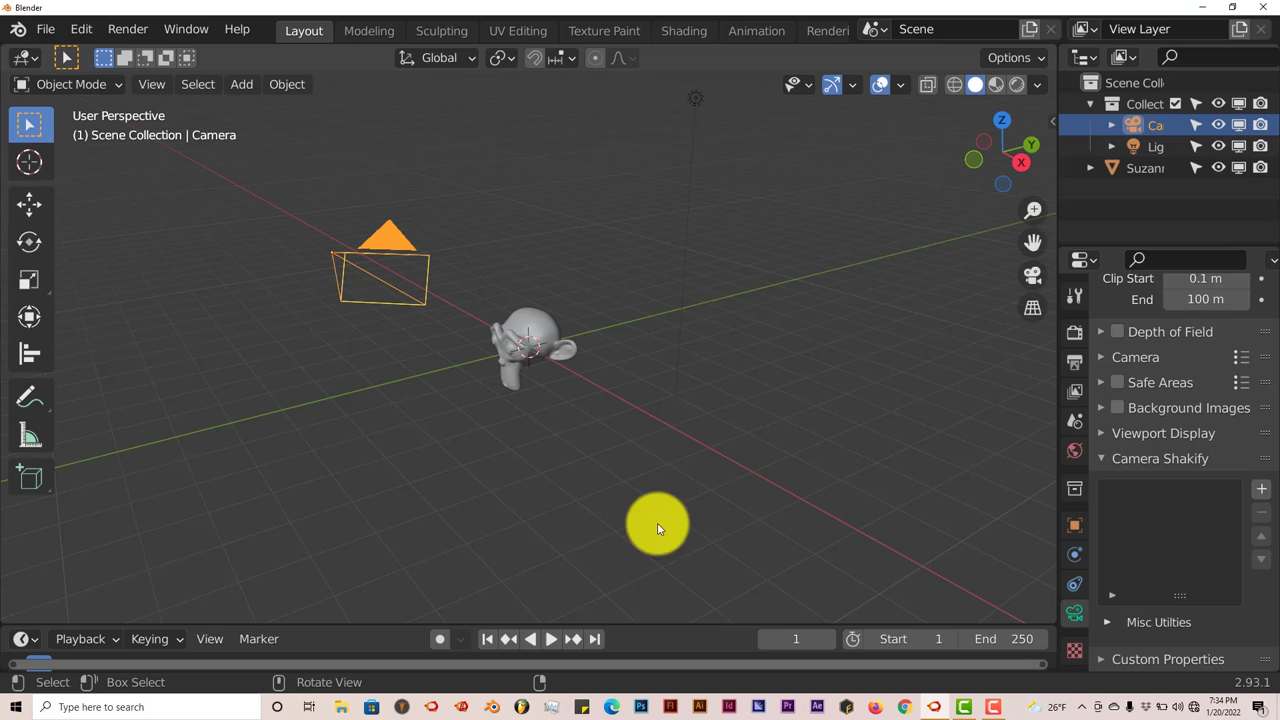 Blender
File Edit Render Window Help Layout Modeling Sculpting UV Editing Texture Paint Shading Animation Renderi Scene View Layer
Global Options
Object Mode View Select Add Object
User Perspective
(1) Scene Collection | Camera
Z
Y
X
Scene Coll
Collect
Ca
Lig
Suzanr
Clip Start 0.1 m
End 100 m
Depth of Field
Camera
Safe Areas
Background Images
Viewport Display
Camera Shakify
Misc Utilties
Custom Properties
Playback Keying View Marker 1 Start 1 End 250
Select Box Select Rotate View 2.93.1
Type here to search
26°F
7:34 PM
1/20/2022